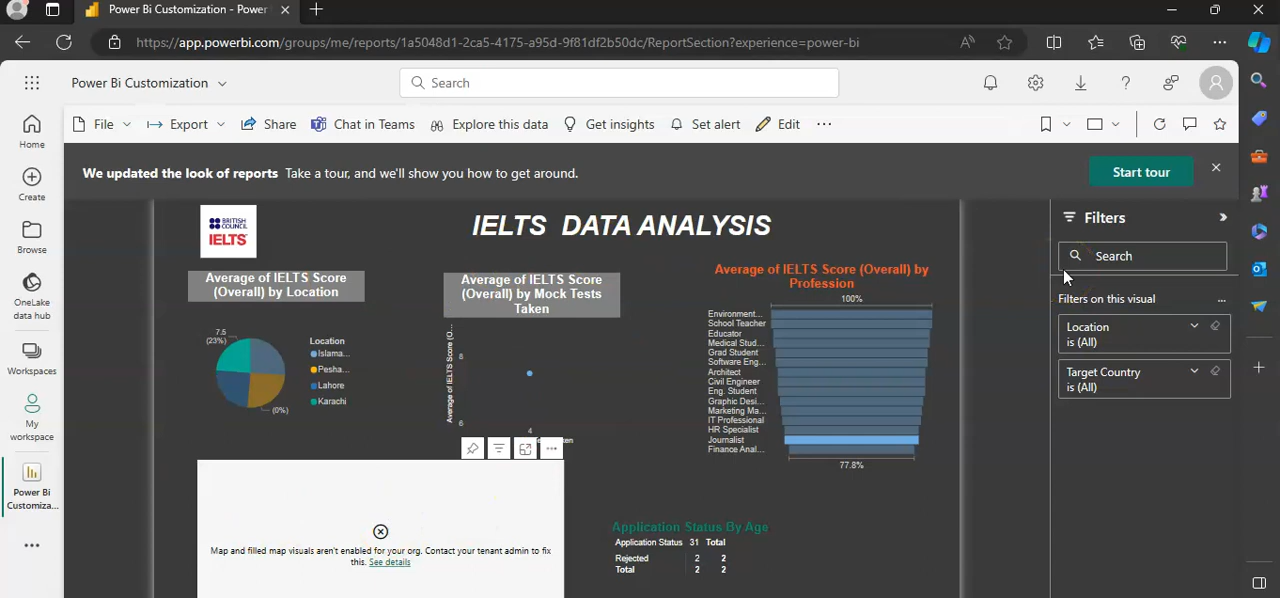 Power Bi Customization - Power
https://app.powerbi.com/groups/me/reports/1a5048d1-2ca5-4175-a95d-9f81df2b50dc/ReportSection?experience=power-bi
Power Bi Customization
Search
File
Export
Share
Chat in Teams
Explore this data
Get insights
Set alert
Edit
Home
Create
Browse
OneLake
data hub
Workspaces
My
workspace
Power Bi
Customiza...
We updated the look of reports Take a tour, and we'll show you how to get around.
Start tour
BRITISH
COUNCIL
IELTS
IELTS DATA ANALYSIS
Average of IELTS Score
(Overall) by Location
7.5
(23%)
(0%)
Location
Islama...
Pesha...
Lahore
Karachi
Average of IELTS Score
(Overall) by Mock Tests
Taken
Average of IELTS Score (O...
8
6
4
Average of IELTS Score (Overall) by
Profession
100%
Environment...
School Teacher
Educator
Medical Stud...
Grad Student
Software Eng...
Architect
Civil Engineer
Eng. Student
Graphic Desi...
Marketing Ma...
IT Professional
HR Specialist
Journalist
Finance Anal...
77.8%
Map and filled map visuals aren't enabled for your org. Contact your tenant admin to fix
this. See details
Application Status By Age
Application Status 31 Total
Rejected 2 2
Total 2 2
Filters
Search
Filters on this visual
Location
is (All)
Target Country
is (All)